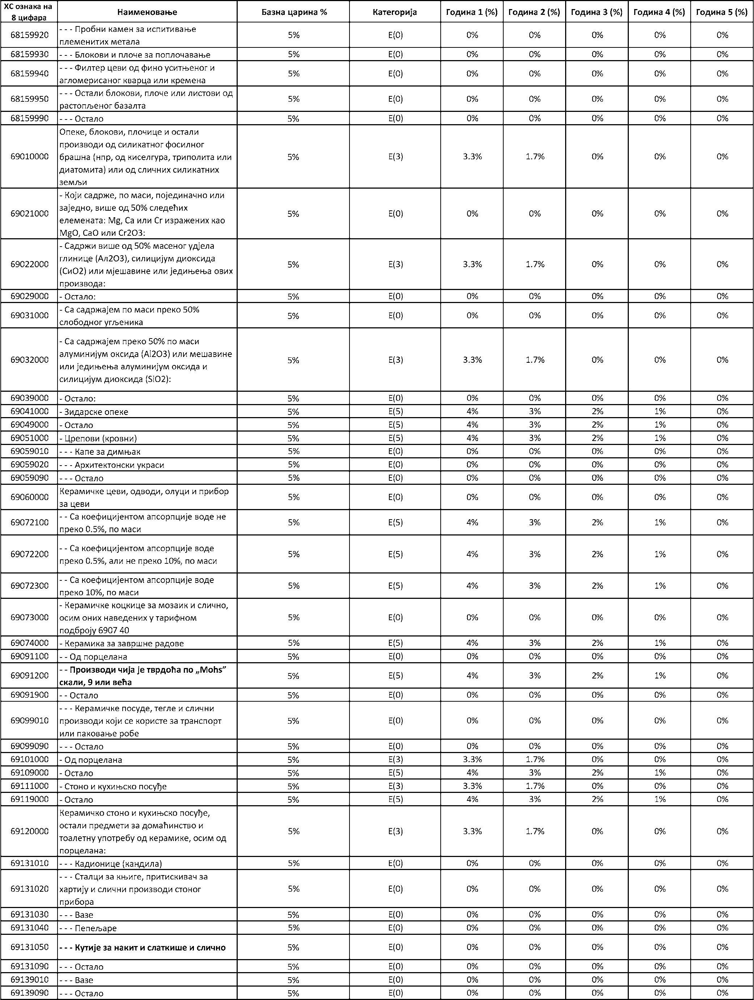 ХС ознака на 8 цифара Наименовање Базна царина % Категорија Година 1 (%) Година 2 (%) Година 3 (%) Година 4 (%) Година 5 (%)
68159920 - - - Пробни камен за испитивање племенитих метала 5% E(0) 0% 0% 0% 0% 0%
68159930 - - - Блокови и плоче за поплочавање 5% E(0) 0% 0% 0% 0% 0%
68159940 - - - Филтер цеви од фино уситњеног и агломерисаног кварца или кремена 5% E(0) 0% 0% 0% 0% 0%
68159950 - - - Остали блокови, плоче или листови од растопљеног базалта 5% E(0) 0% 0% 0% 0% 0%
68159990 - - - Остало 5% E(0) 0% 0% 0% 0% 0%
69010000 Опеке, блокови, плочице и остали производи од силикатног фосилног брашна (нпр, од киселгура, триполита или диатомита) или од сличних силикатних земљи 5% E(3) 3.3% 1.7% 0% 0% 0%
69021000 - Који садрже, по маси, појединачно или заједно, више од 50% следећих елемената: Mg, Ca или Cr изражених као MgO, CaO или Cr2O3: 5% E(0) 0% 0% 0% 0% 0%
69022000 - Садржи више од 50% масеног удјела глинице (Ал2О3), силицијум диоксида (СиО2) или мјешавине или једињења ових производа: 5% E(3) 3.3% 1.7% 0% 0% 0%
69029000 - Остало: 5% E(0) 0% 0% 0% 0% 0%
69031000 - Са садржајем по маси преко 50% слободног угљеника 5% E(0) 0% 0% 0% 0% 0%
69032000 - Са садржајем преко 50% по маси алуминијум оксида (Al2O3) или мешавине или једињења алуминијум оксида и силицијум диоксида (SiO2): 5% E(3) 3.3% 1.7% 0% 0% 0%
69039000 - Остало: 5% E(0) 0% 0% 0% 0% 0%
69041000 - Зидарске опеке 5% E(5) 4% 3% 2% 1% 0%
69049000 - Остало 5% E(5) 4% 3% 2% 1% 0%
69051000 - Црепови (кровни) 5% E(5) 4% 3% 2% 1% 0%
69059010 - - - Капе за димњак 5% E(0) 0% 0% 0% 0% 0%
69059020 - - - Архитектонски украси 5% E(0) 0% 0% 0% 0% 0%
69059090 - - - Остало 5% E(0) 0% 0% 0% 0% 0%
69060000 Керамичке цеви, одводи, олуци и прибор за цеви 5% E(0) 0% 0% 0% 0% 0%
69072100 - - Са коефицијентом апсорпције воде не преко 0.5%, по маси 5% E(5) 4% 3% 2% 1% 0%
69072200 - - Са коефицијентом апсорпције воде преко 0.5%, али не преко 10%, по маси 5% E(5) 4% 3% 2% 1% 0%
69072300 - - Са коефицијентом апсорпције воде преко 10%, по маси 5% E(5) 4% 3% 2% 1% 0%
69073000 - Керамичке коцкице за мозаик и слично, осим оних наведених у тарифном подброју 6907 40 5% E(0) 0% 0% 0% 0% 0%
69074000 - Керамика за завршне радове 5% E(5) 4% 3% 2% 1% 0%
69091100 - - Од порцелана 5% E(0) 0% 0% 0% 0% 0%
69091200 - - Производи чија је тврдоћа по „Mohs” скали, 9 или већа 5% E(5) 4% 3% 2% 1% 0%
69091900 - - Остало 5% E(0) 0% 0% 0% 0% 0%
69099010 - - - Керамичке посуде, тегле и слични производи који се користе за транспорт или паковање робе 5% E(0) 0% 0% 0% 0% 0%
69099090 - - - Остало 5% E(0) 0% 0% 0% 0% 0%
69101000 - Од порцелана 5% E(3) 3.3% 1.7% 0% 0% 0%
69109000 - Остало 5% E(5) 4% 3% 2% 1% 0%
69111000 - Стоно и кухињско посуђе 5% E(3) 3.3% 1.7% 0% 0% 0%
69119000 - Остало 5% E(5) 4% 3% 2% 1% 0%
69120000 Керамичко стоно и кухињско посуђе, остали предмети за домаћинство и тоалетну употребу од керамике, осим од порцелана: 5% E(3) 3.3% 1.7% 0% 0% 0%
69131010 - - - Кадионице (кандила) 5% E(0) 0% 0% 0% 0% 0%
69131020 - - - Сталци за књиге, притискивач за хартију и слични производи стоног прибора 5% E(0) 0% 0% 0% 0% 0%
69131030 - - - Вазе 5% E(0) 0% 0% 0% 0% 0%
69131040 - - - Пепељаре 5% E(0) 0% 0% 0% 0% 0%
69131050 - - - Кутије за накит и слаткише и слично 5% E(0) 0% 0% 0% 0% 0%
69131090 - - - Остало 5% E(0) 0% 0% 0% 0% 0%
69139010 - - - Вазе 5% E(0) 0% 0% 0% 0% 0%
69139090 - - - Остало 5% E(0) 0% 0% 0% 0% 0%